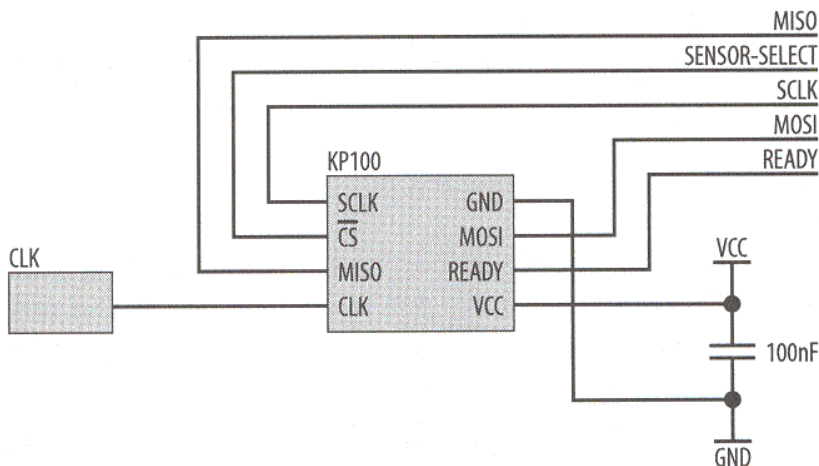 MISO
SENSOR-SELECT
SCLK
MOSI
READY
KP100
SCLK
GND
CS
MOSI
MISO
READY
CLK
VCC
CLK
VCC
100nF
GND